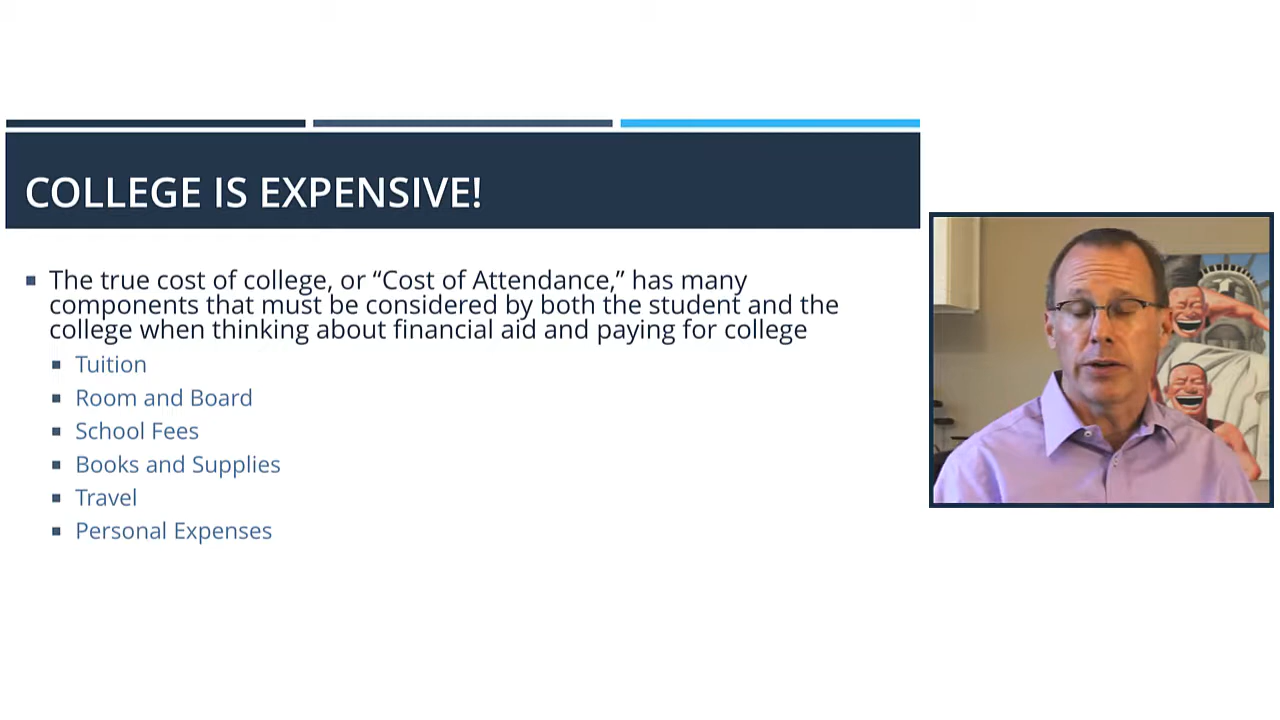 COLLEGE IS EXPENSIVE!
The true cost of college, or “Cost of Attendance,” has many
components that must be considered by both the student and the
college when thinking about financial aid and paying for college
Tuition
Room and Board
School Fees
Books and Supplies
Travel
Personal Expenses